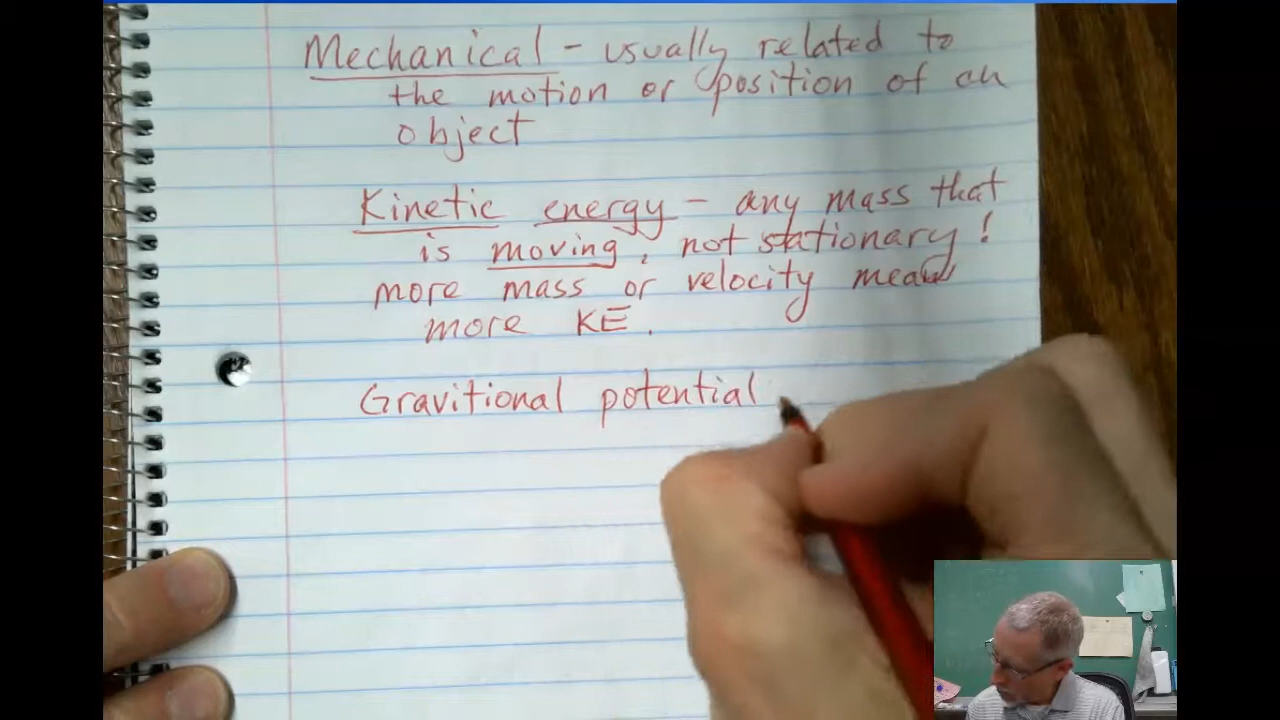 Mechanical - usually related to
the motion or position of an
object
Kinetic energy - any mass that
is moving, not stationary!
more mass or velocity means
more KE.
Gravitional potential